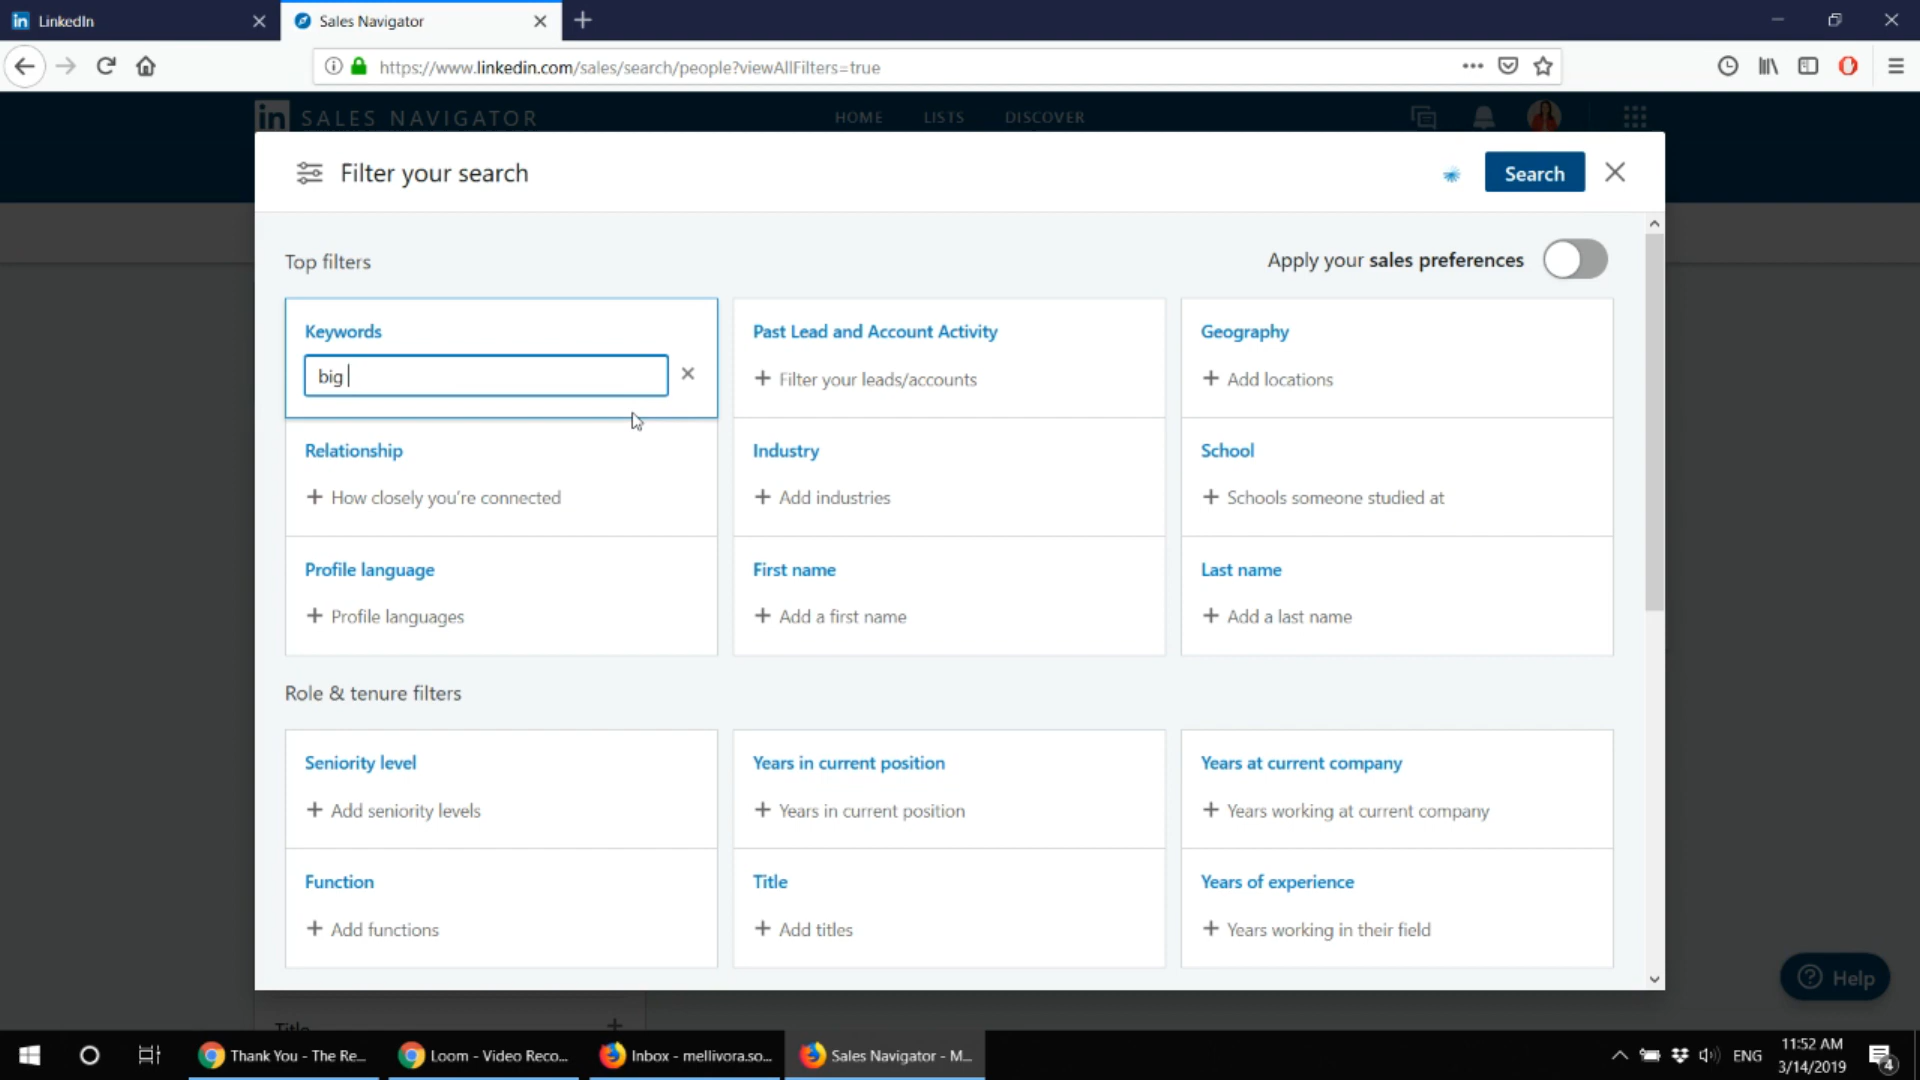 LinkedIn
Sales Navigator
https://www.linkedin.com/sales/search/people?viewAllFilters=true
in SALES NAVIGATOR
HOME
LISTS
DISCOVER
Filter your search
Search
Top filters
Apply your sales preferences
Keywords
big
Past Lead and Account Activity
+ Filter your leads/accounts
Geography
+ Add locations
Relationship
+ How closely you're connected
Industry
+ Add industries
School
+ Schools someone studied at
Profile language
+ Profile languages
First name
+ Add a first name
Last name
+ Add a last name
Role & tenure filters
Seniority level
+ Add seniority levels
Years in current position
+ Years in current position
Years at current company
+ Years working at current company
Function
+ Add functions
Title
+ Add titles
Years of experience
+ Years working in their field
Help
Title
Thank You - The Re...
Loom - Video Reco...
Inbox - mellivora.so...
Sales Navigator - M...
ENG
11:52 AM
3/14/2019
4